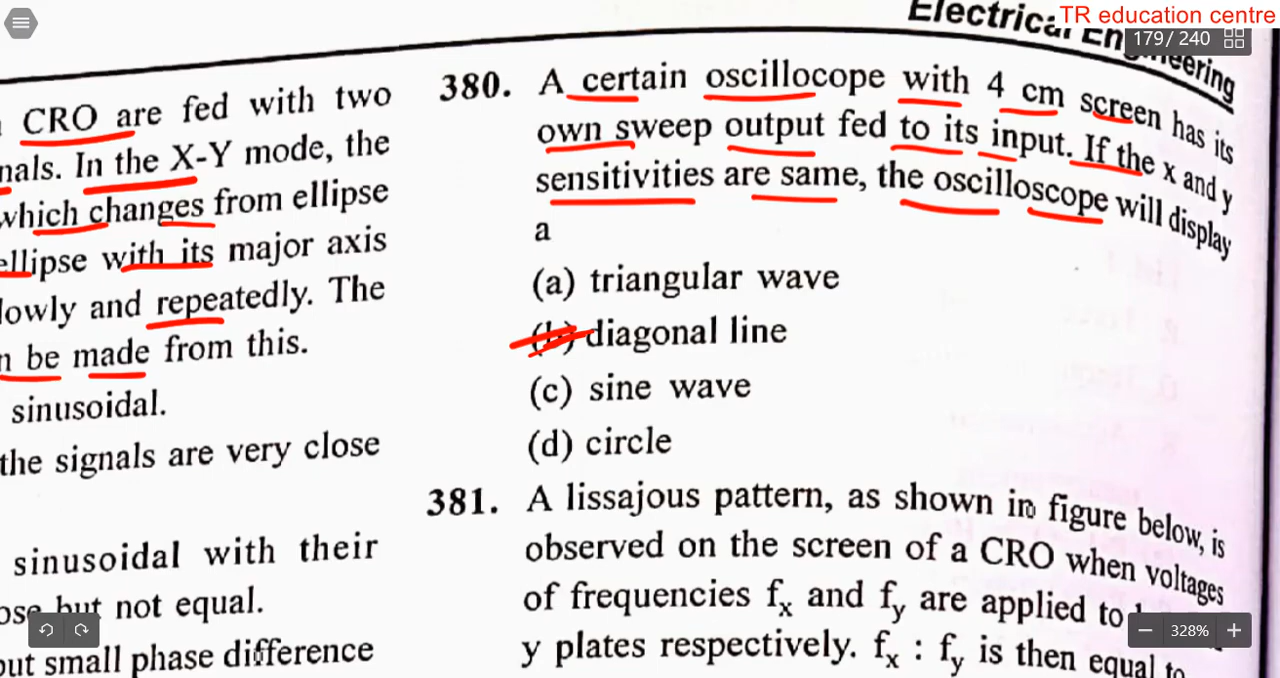 TR education centre
Electrical Engineering
179/ 240
CRO are fed with two
nals. In the X-Y mode, the
which changes from ellipse
ellipse with its major axis
lowly and repeatedly. The
n be made from this.
sinusoidal.
the signals are very close
sinusoidal with their
ose but not equal.
out small phase difference
380. A certain oscillocope with 4 cm screen has its
own sweep output fed to its input. If the x and y
sensitivities are same, the oscilloscope will display
a
(a) triangular wave
(b) diagonal line
(c) sine wave
(d) circle
381. A lissajous pattern, as shown in figure below, is
observed on the screen of a CRO when voltages
of frequencies fx and fy are applied to
y plates respectively. fx : fy is then equal to
328%